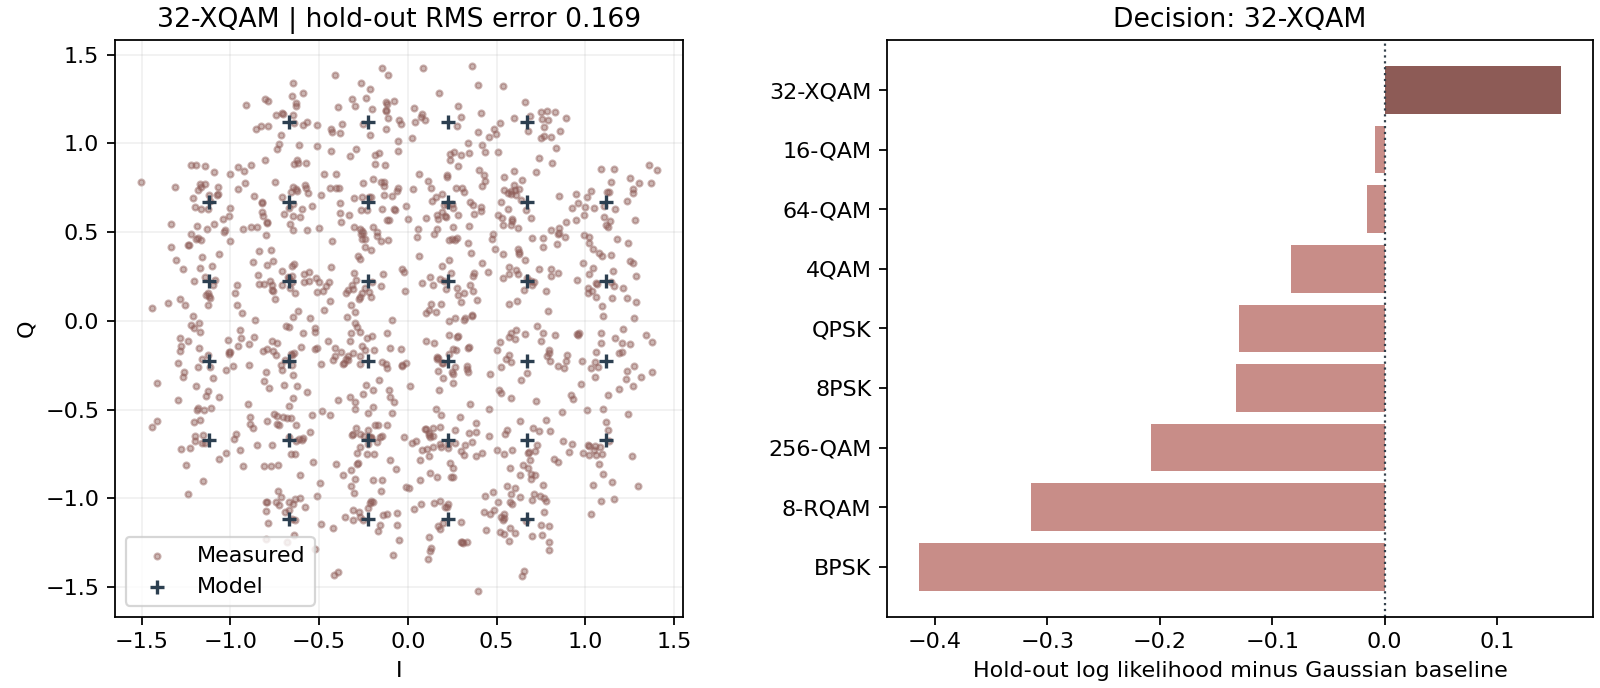 32-XQAM | hold-out RMS error 0.169
1.5
1.0
0.5
0.0
−0.5
−1.0
−1.5
Q
Measured
Model
−1.5 −1.0 −0.5 0.0 0.5 1.0 1.5
I
Decision: 32-XQAM
32-XQAM
16-QAM
64-QAM
4QAM
QPSK
8PSK
256-QAM
8-RQAM
BPSK
−0.4 −0.3 −0.2 −0.1 0.0 0.1
Hold-out log likelihood minus Gaussian baseline